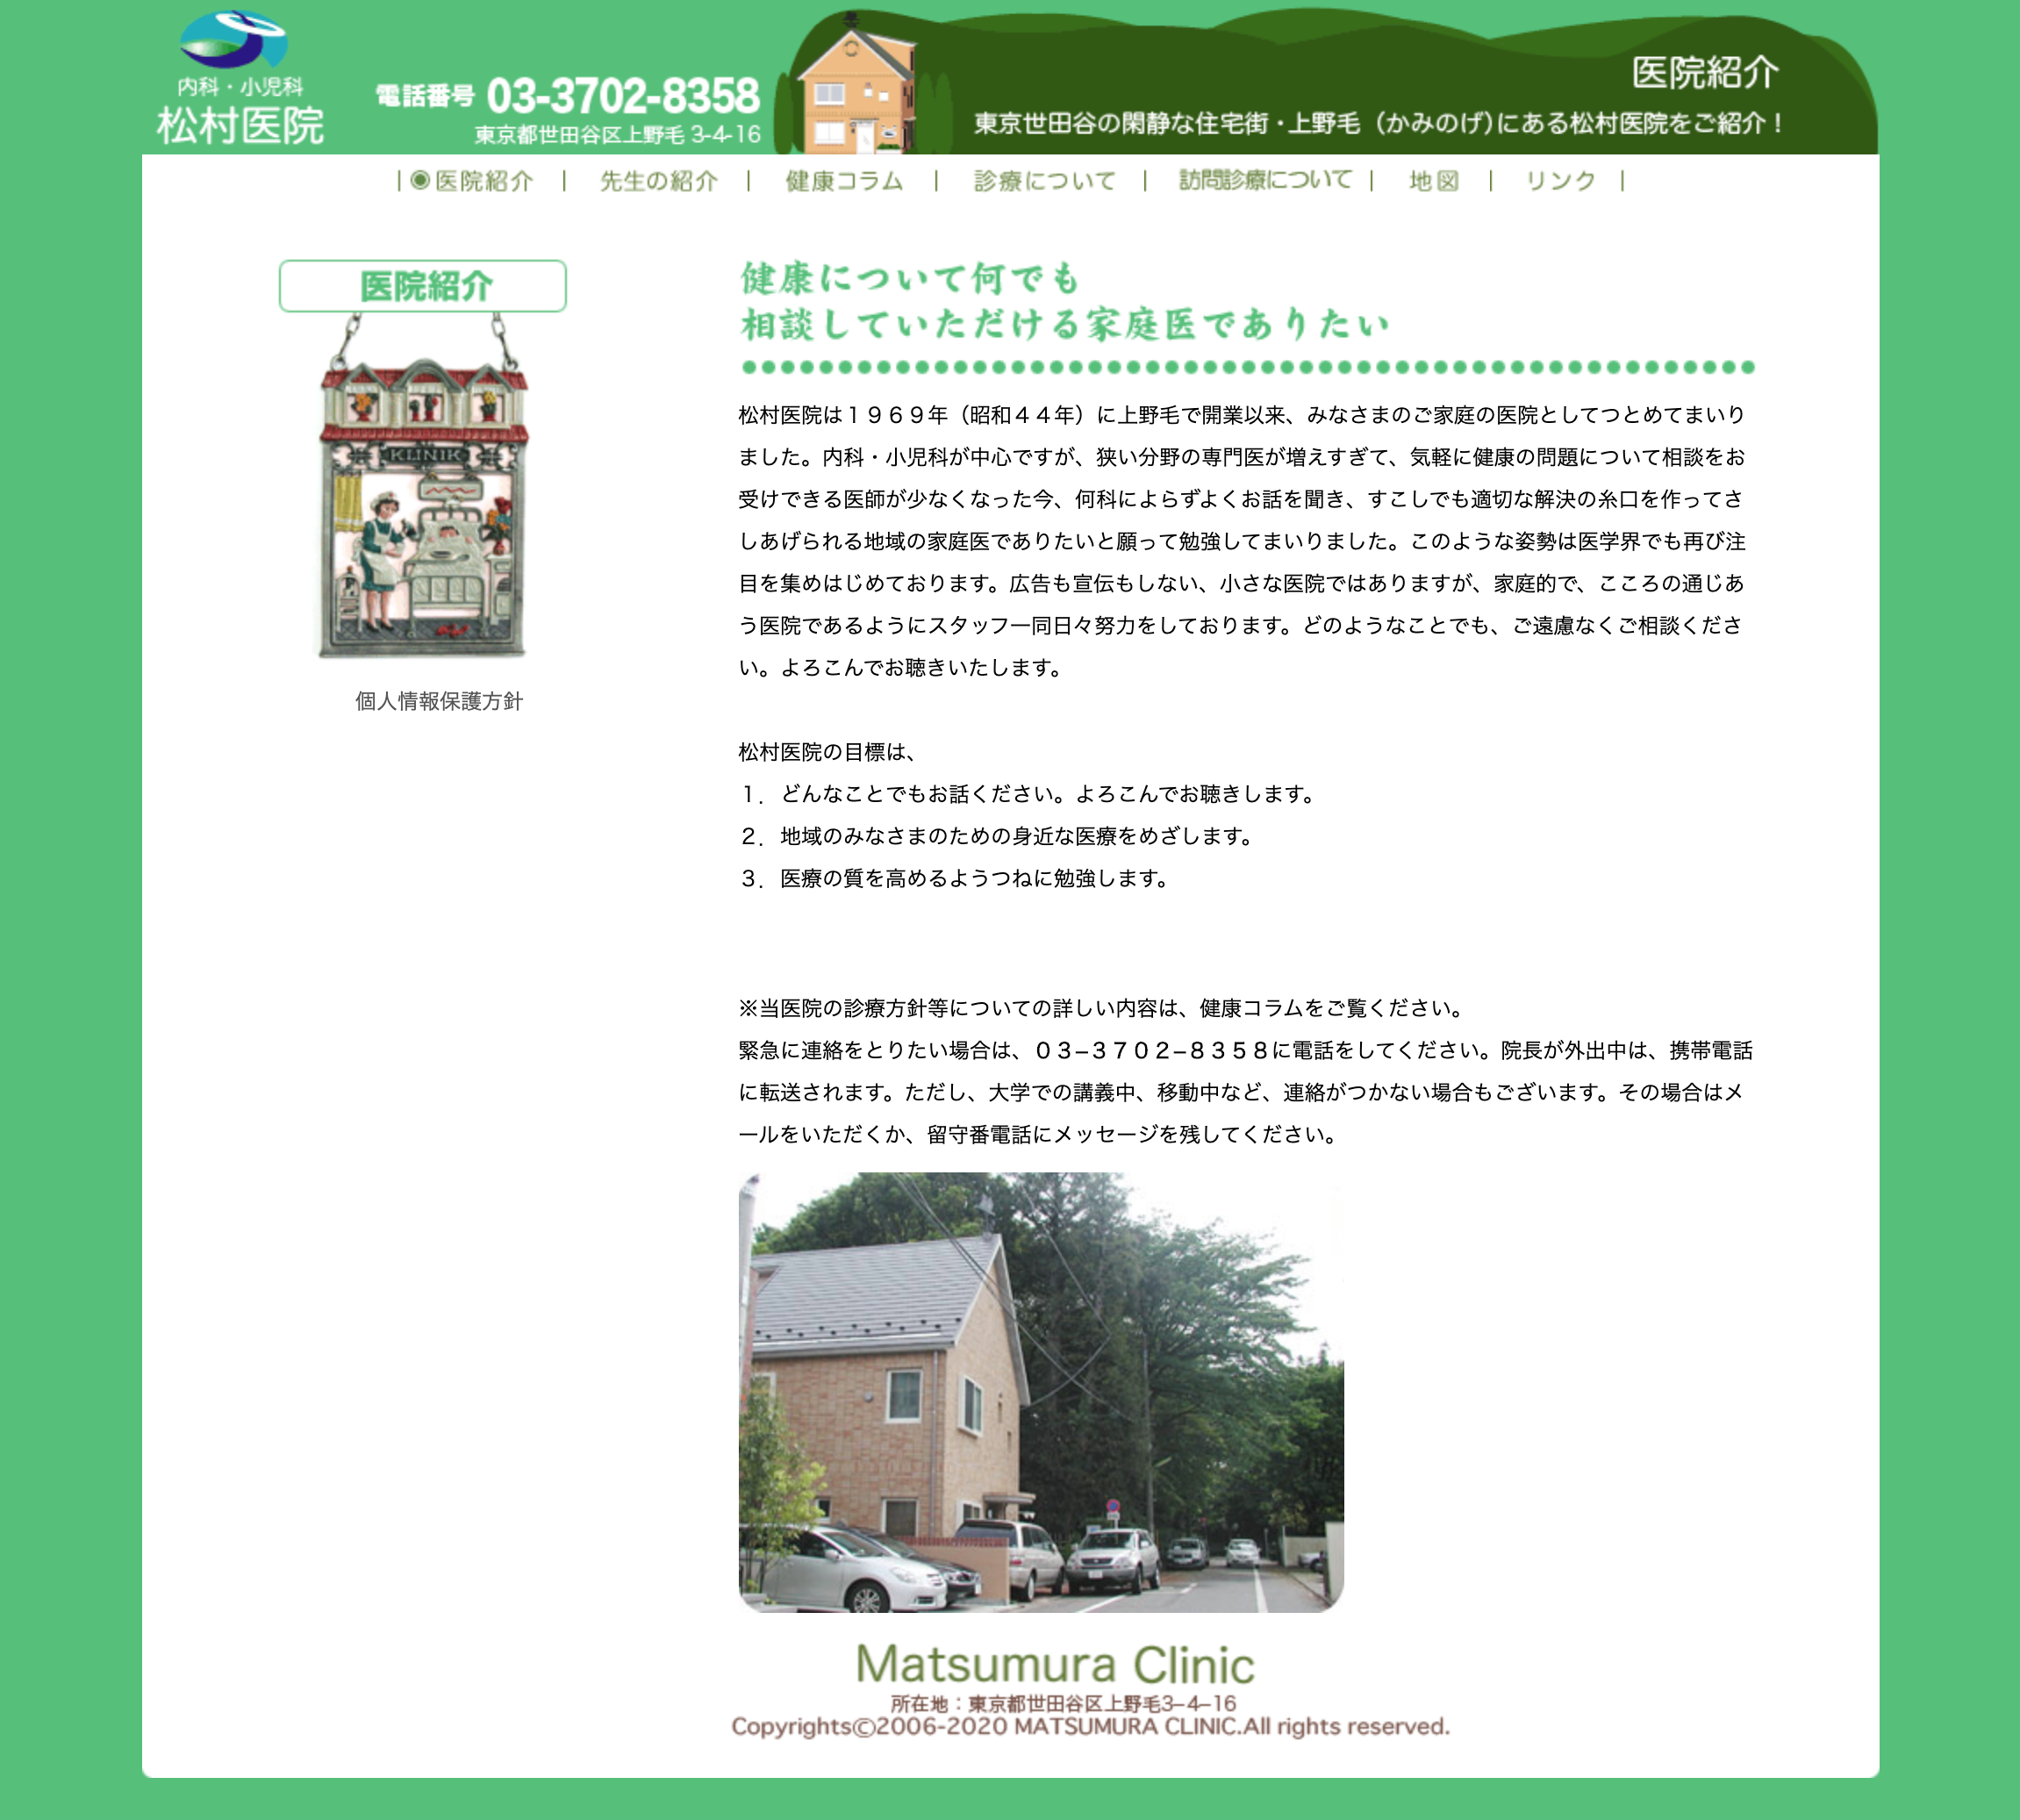 内科・小児科
松村医院
電話番号 03-3702-8358
東京都世田谷区上野毛 3-4-16
医院紹介
東京世田谷の閑静な住宅街・上野毛（かみのげ）にある松村医院をご紹介！
｜◉医院紹介 ｜ 先生の紹介 ｜ 健康コラム ｜ 診療について ｜ 訪問診療について ｜ 地図 ｜ リンク ｜
医院紹介
KLINIK
個人情報保護方針
健康について何でも
相談していただける家庭医でありたい
松村医院は１９６９年（昭和４４年）に上野毛で開業以来、みなさまのご家庭の医院としてつとめてまいり
ました。内科・小児科が中心ですが、狭い分野の専門医が増えすぎて、気軽に健康の問題について相談をお
受けできる医師が少なくなった今、何科によらずよくお話を聞き、すこしでも適切な解決の糸口を作ってさ
しあげられる地域の家庭医でありたいと願って勉強してまいりました。このような姿勢は医学界でも再び注
目を集めはじめております。広告も宣伝もしない、小さな医院ではありますが、家庭的で、こころの通じあ
う医院であるようにスタッフ一同日々努力をしております。どのようなことでも、ご遠慮なくご相談くださ
い。よろこんでお聴きいたします。
松村医院の目標は、
１．どんなことでもお話ください。よろこんでお聴きします。
２．地域のみなさまのための身近な医療をめざします。
３．医療の質を高めるようつねに勉強します。
※当医院の診療方針等についての詳しい内容は、健康コラムをご覧ください。
緊急に連絡をとりたい場合は、０３−３７０２−８３５８に電話をしてください。院長が外出中は、携帯電話
に転送されます。ただし、大学での講義中、移動中など、連絡がつかない場合もございます。その場合はメ
ールをいただくか、留守番電話にメッセージを残してください。
Matsumura Clinic
所在地：東京都世田谷区上野毛3−4−16
Copyrights©2006-2020 MATSUMURA CLINIC.All rights reserved.